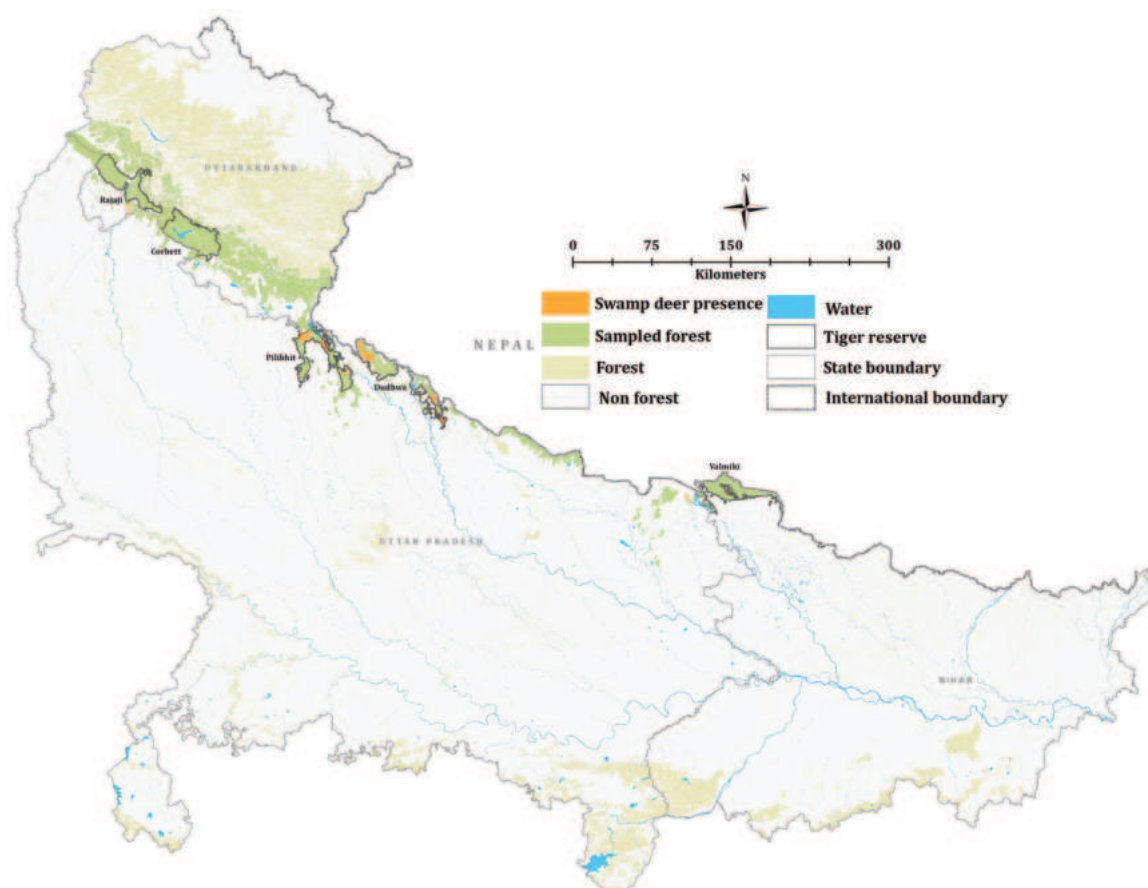 UTTARAKHAND
Rajaji
Corbett
N
0 75 150 300
Kilometers
Swamp deer presence
Water
Sampled forest
Tiger reserve
Forest
State boundary
Non forest
International boundary
NEPAL
Pilibhit
Dudhwa
Valmiki
UTTAR PRADESH
BIHAR